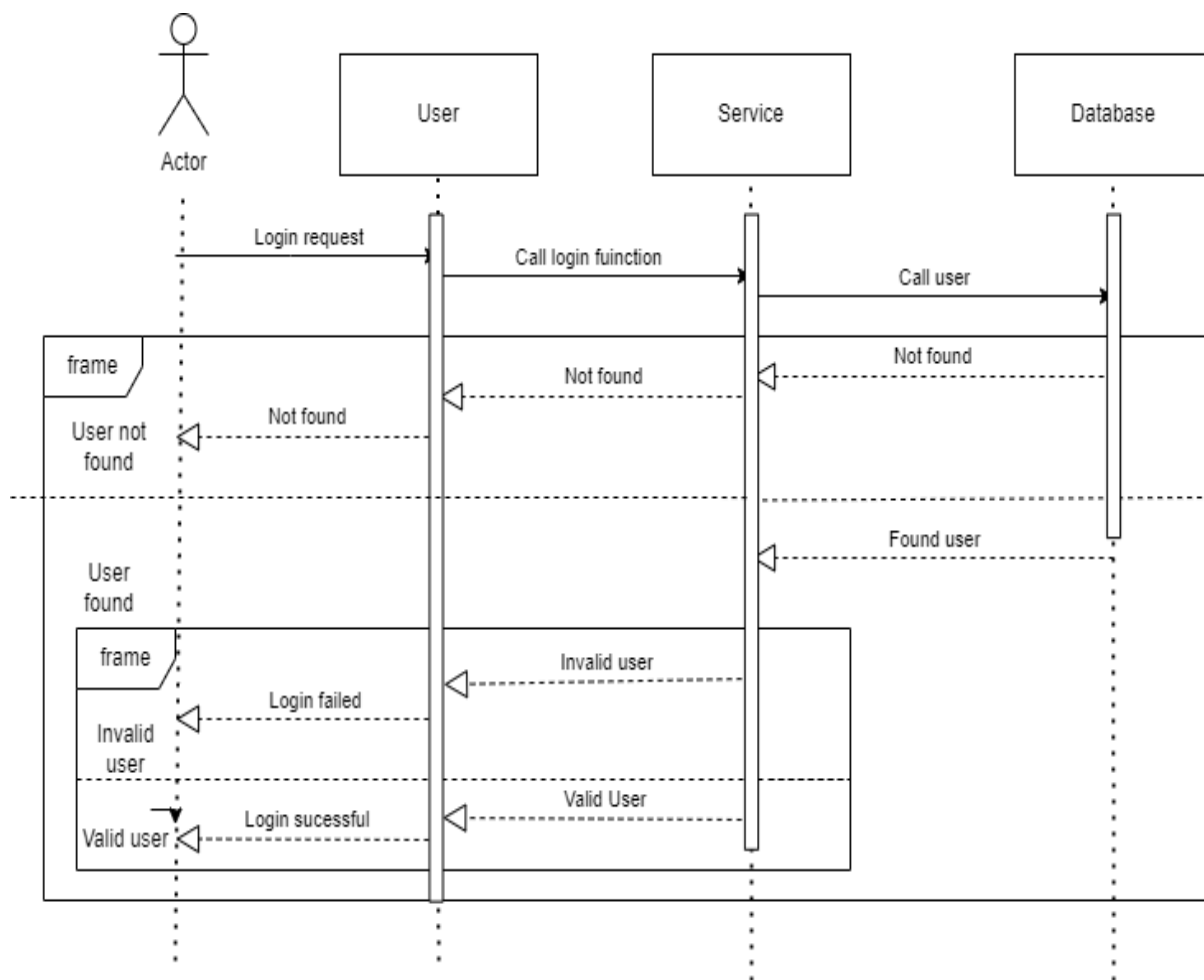 Actor
User
Service
Database
Login request
Call login fuinction
Call user
frame
Not found
Not found
Not found
User not
found
Found user
User
found
frame
Invalid user
Login failed
Invalid
user
Valid User
Login sucessful
Valid user